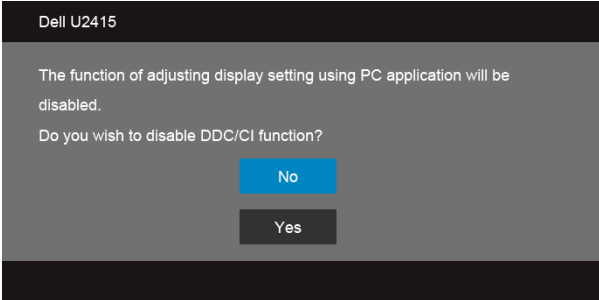 Dell U2415
The function of adjusting display setting using PC application will be
disabled.
Do you wish to disable DDC/CI function?
No
Yes